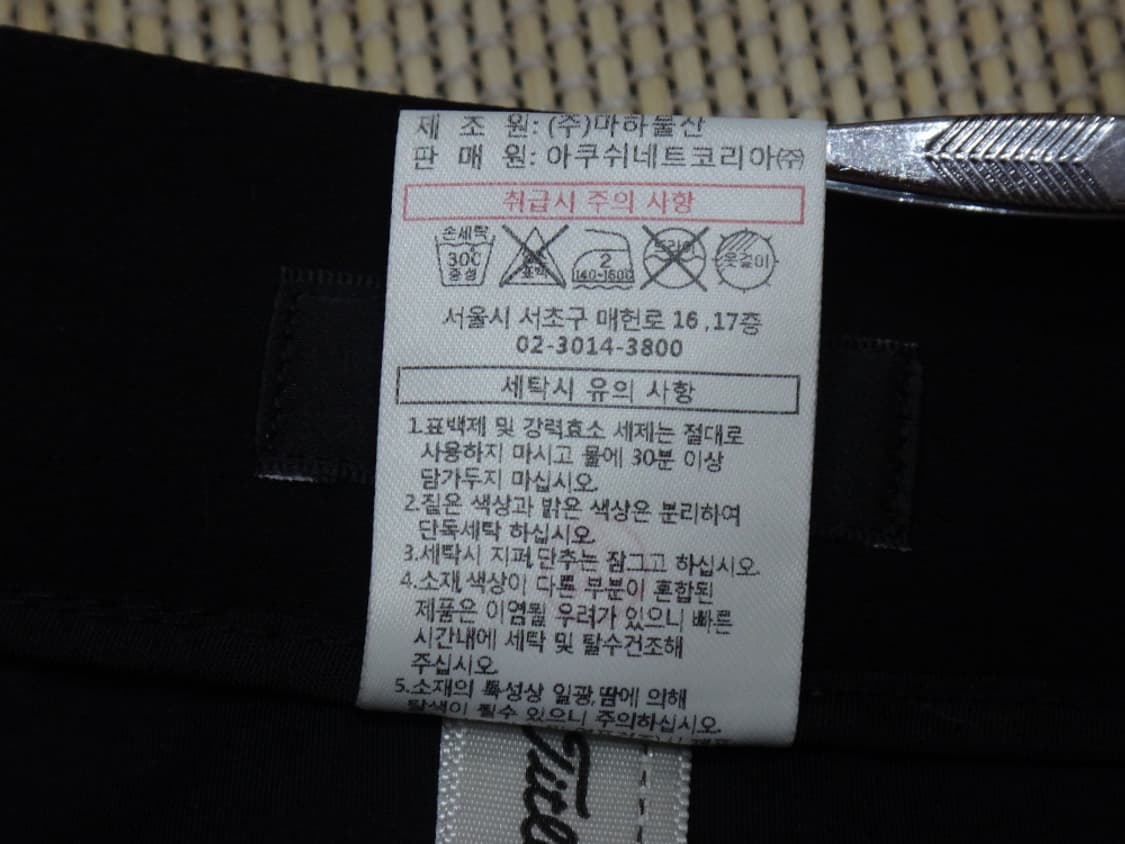 제 조 원: (주)마하물산
판 매 원: 아쿠쉬네트코리아㈜
취급시 주의 사항
손세탁
30℃
중성
표백
2
140-160℃
드라이
옷걸이
서울시 서초구 매헌로 16 ,17층
02-3014-3800
세탁시 유의 사항
1.표백제 및 강력효소 세제는 절대로
사용하지 마시고 물에 30분 이상
담가두지 마십시오.
2.짙은 색상과 밝은 색상은 분리하여
단독세탁 하십시오.
3.세탁시 지퍼,단추는 잠그고 하십시오.
4.소재,색상이 다른 부분이 혼합된
제품은 이염될 우려가 있으니 빠른
시간내에 세탁 및 탈수건조해
주십시오.
5.소재의 특성상 일광,땀에 의해
탈색이 될수 있으니 주의하십시오.
Titl